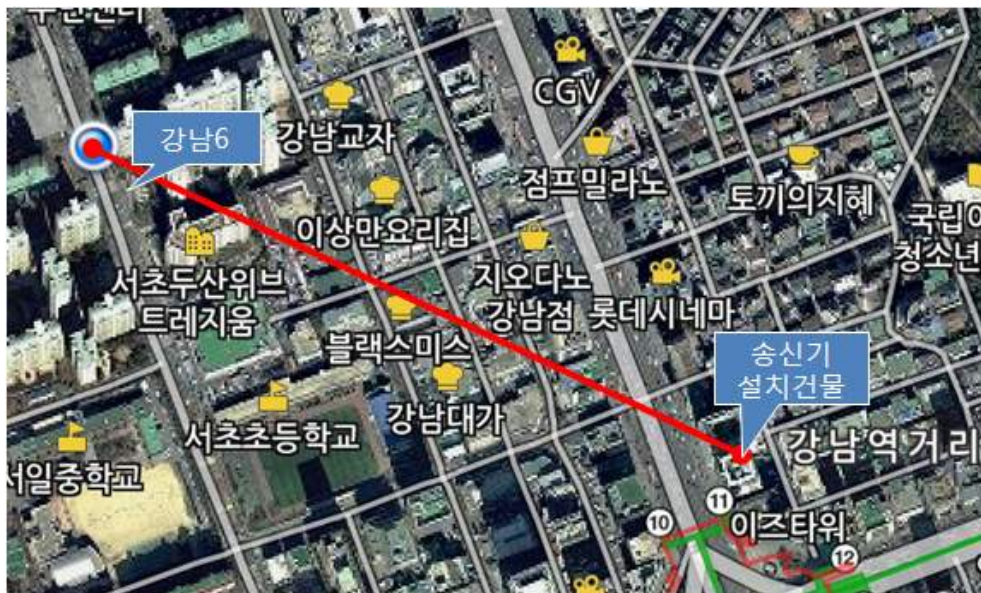 강남6
강남교자
CGV
점프밀라노
토끼의지혜
이상만요리집
서초두산위브
트레지움
지오다노
강남점
롯데시네마
청소년
블랙스미스
송신기
설치건물
강남대가
서초초등학교
서일중학교
강남역거리
10
11
이즈타워
12